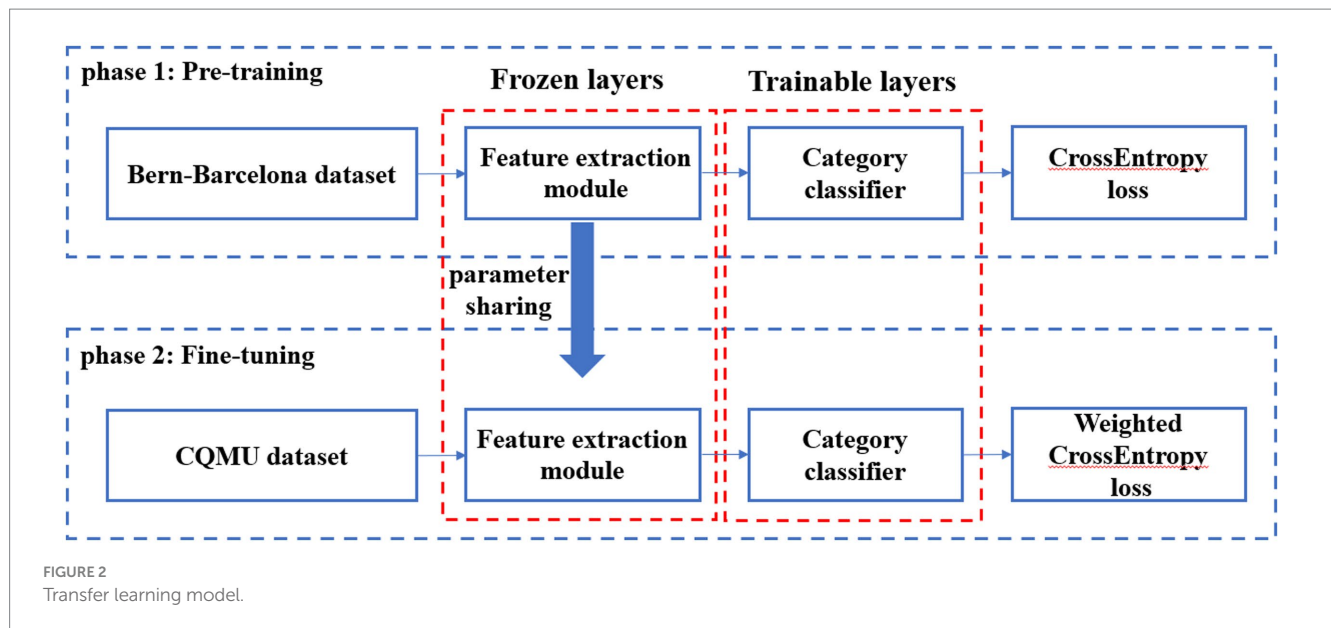 phase 1: Pre-training
Frozen layers
Trainable layers
Bern-Barcelona dataset
Feature extraction
module
Category
classifier
CrossEntropy
loss
parameter
sharing
phase 2: Fine-tuning
CQMU dataset
Feature extraction
module
Category
classifier
Weighted
CrossEntropy
loss
FIGURE 2
Transfer learning model.